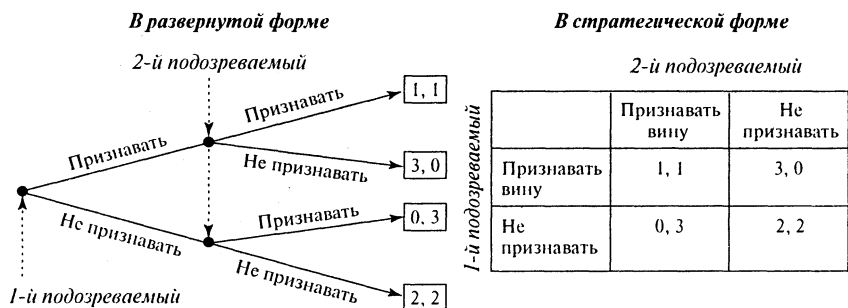 В развернутой форме
2-й подозреваемый
Признавать
1, 1
Признавать
Не признавать
3, 0
Признавать
0, 3
Не признавать
Не признавать
2, 2
1-й подозреваемый
В стратегической форме
2-й подозреваемый
1-й подозреваемый
Признавать
вину
Не
признавать
Признавать
вину
1, 1
3, 0
Не
признавать
0, 3
2, 2